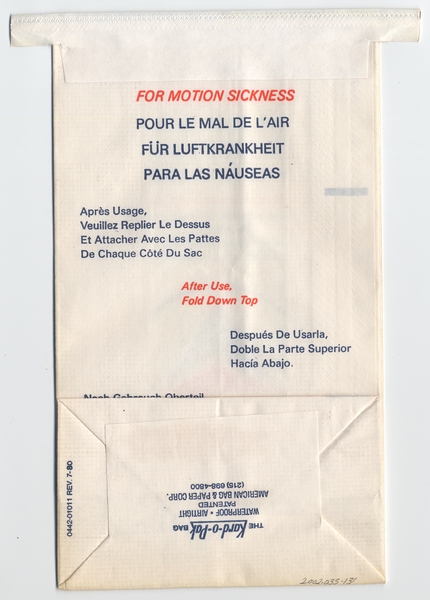 FOR MOTION SICKNESS
POUR LE MAL DE L'AIR
FÜR LUFTKRANKHEIT
PARA LAS NÁUSEAS
Après Usage,
Veuillez Replier Le Dessus
Et Attacher Avec Les Pattes
De Chaque Côté Du Sac
After Use,
Fold Down Top
Después De Usarla,
Doble La Parte Superior
Hacía Abajo.
Nach Gebrauch Oberteil
0442-01011 REV. 7-80
THE Kard-o-Pak BAG
WATERPROOF • AIRTIGHT
PATENTED
AMERICAN BAG & PAPER CORP.
(215) 698-4800
2002.035.131